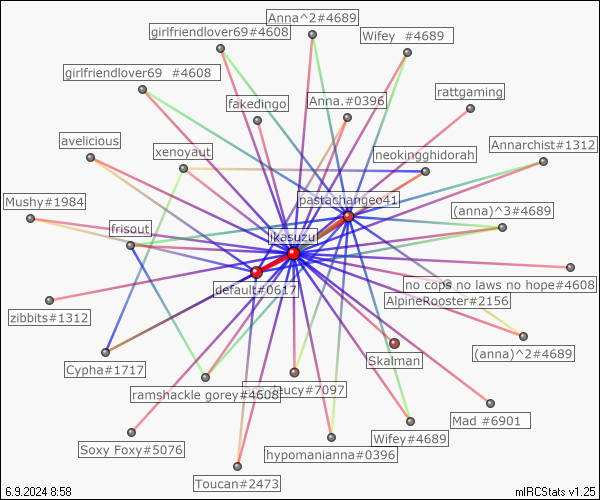 Anna^2#4689
girlfriendlover69#4608
Wifey  #4689
girlfriendlover69  #4608
rattgaming
fakedingo
Anna.#0396
avelicious
Annarchist#1312
xenoyaut
neokingghidorah
Mushy#1984
pastachangeo41
(anna)^3#4689
frisout
ikasuzu
default#0617
no cops no laws no hope#4608
AlpineRooster#2156
zibbits#1312
(anna)^2#4689
Skalman
Cypha#1717
ramshackle gorey#4608
deucy#7097
Mad #6901
Wifey#4689
Soxy Foxy#5076
hypomanianna#0396
Toucan#2473
6.9.2024 8:58
mIRCStats v1.25